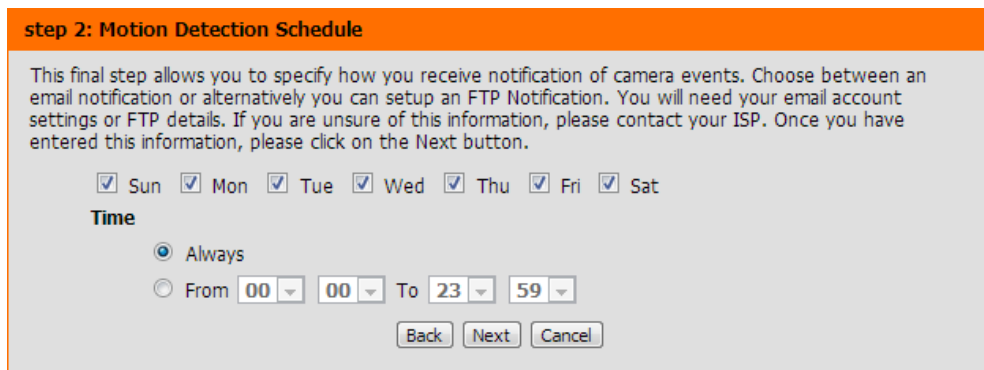 step 2: Motion Detection Schedule
This final step allows you to specify how you receive notification of camera events. Choose between an
email notification or alternatively you can setup an FTP Notification. You will need your email account
settings or FTP details. If you are unsure of this information, please contact your ISP. Once you have
entered this information, please click on the Next button.
Sun Mon Tue Wed Thu Fri Sat
Time
Always
From 00 00 To 23 59
Back Next Cancel